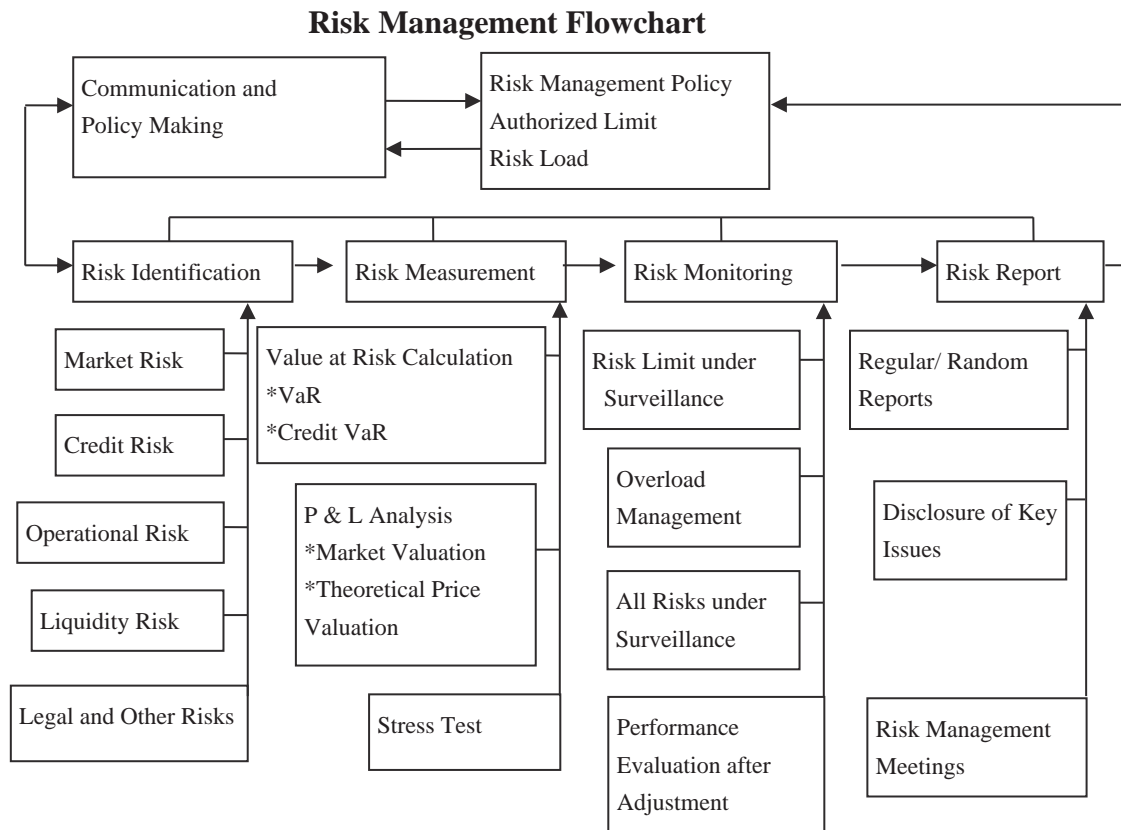 Risk Management Flowchart
Communication and
Policy Making
Risk Management Policy
Authorized Limit
Risk Load
Risk Identification
Risk Measurement
Risk Monitoring
Risk Report
Market Risk
Credit Risk
Operational Risk
Liquidity Risk
Legal and Other Risks
Value at Risk Calculation
*VaR
*Credit VaR
P & L Analysis
*Market Valuation
*Theoretical Price
Valuation
Stress Test
Risk Limit under
Surveillance
Overload
Management
All Risks under
Surveillance
Performance
Evaluation after
Adjustment
Regular/ Random
Reports
Disclosure of Key
Issues
Risk Management
Meetings